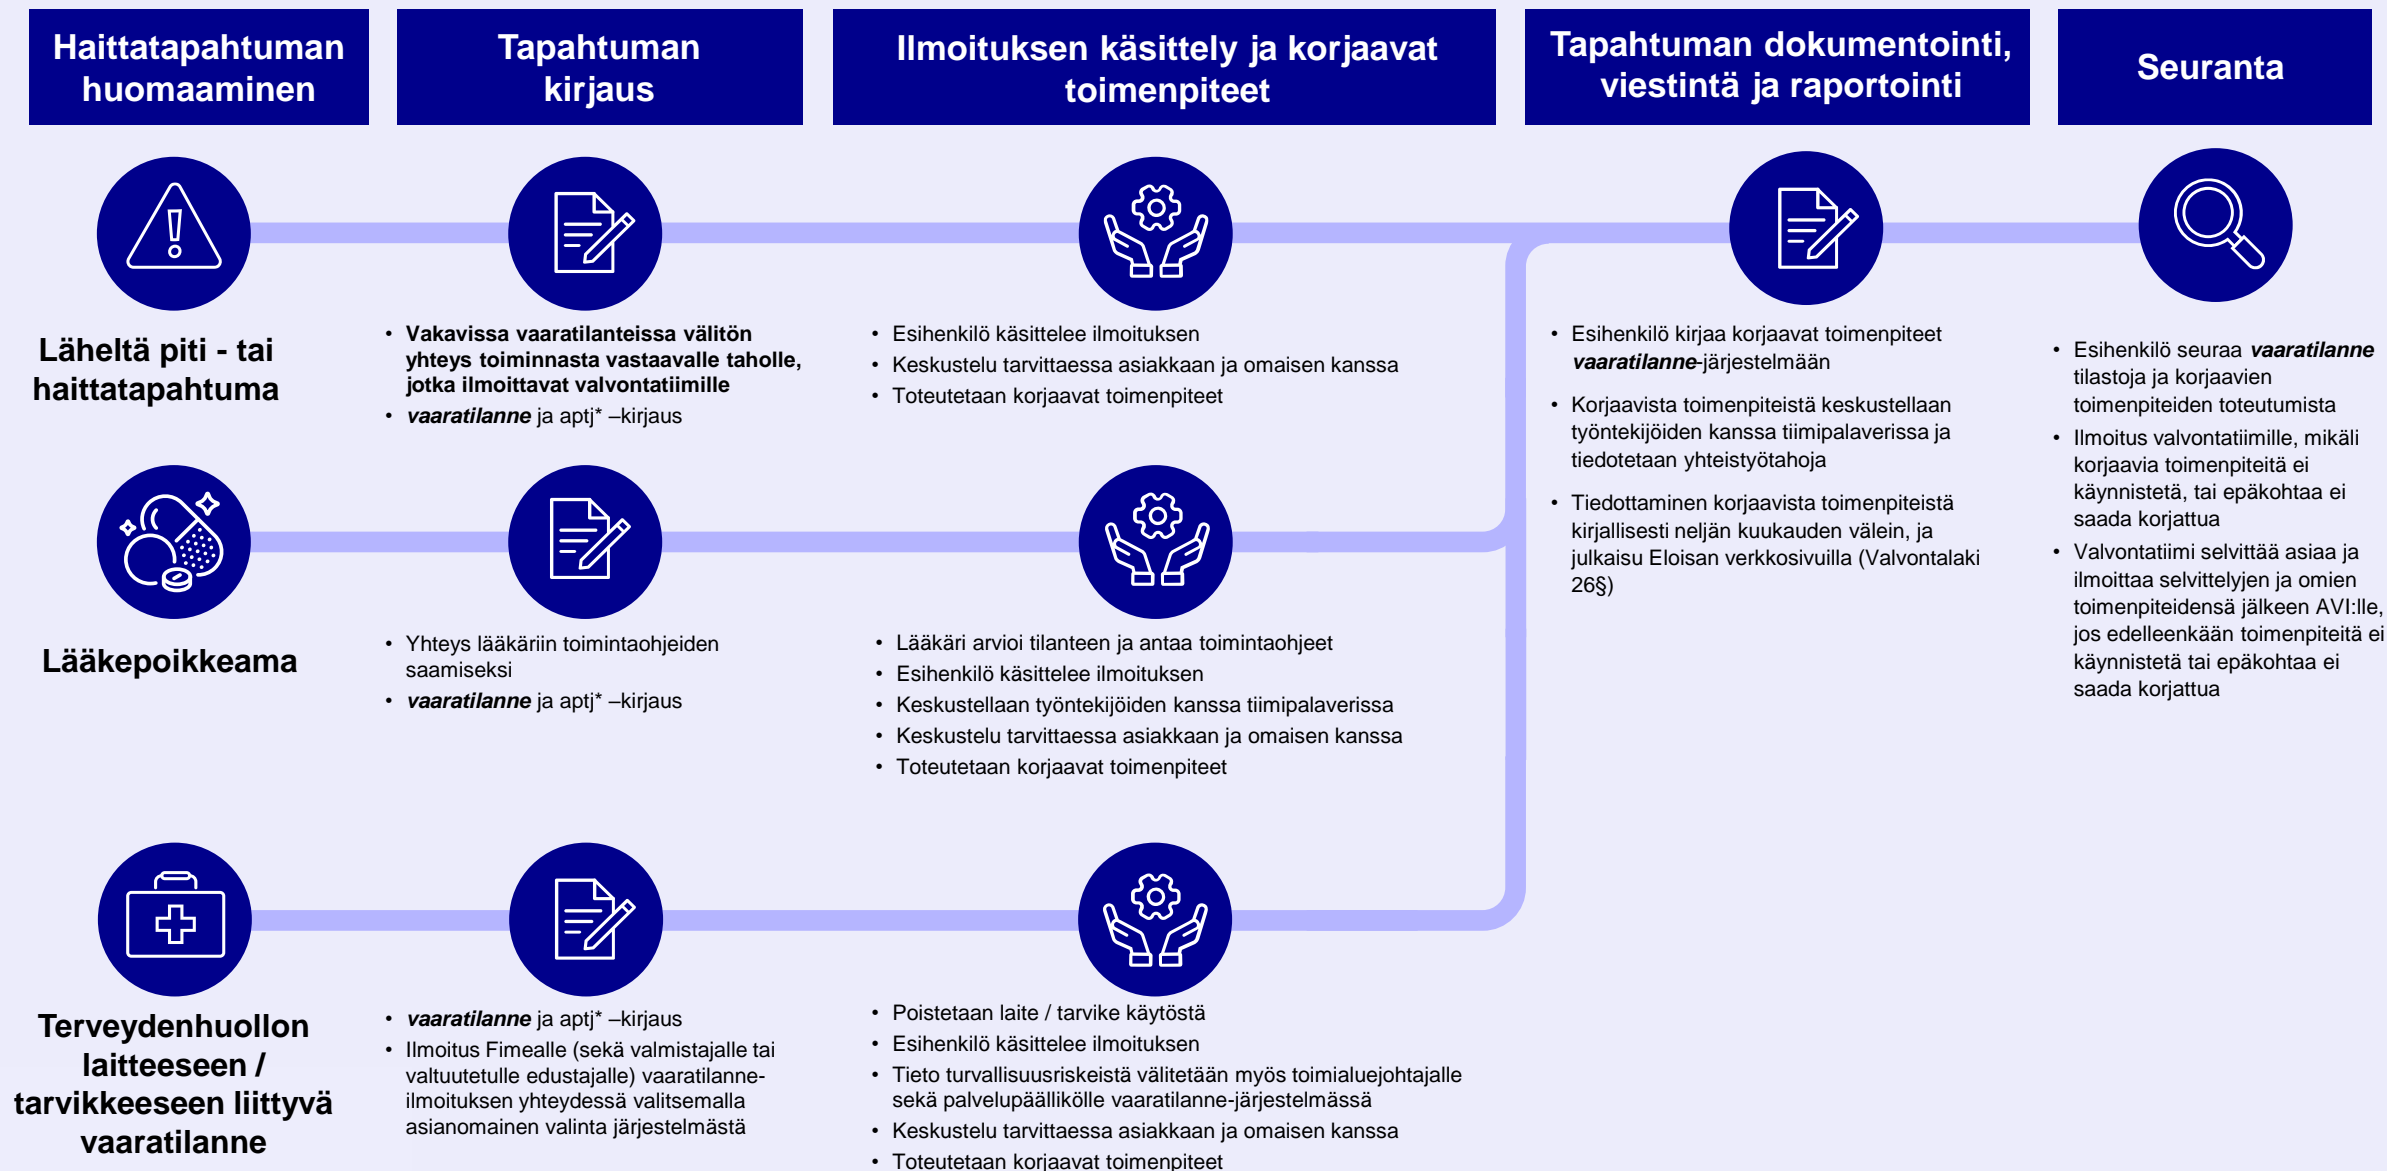 Haittatapahtuman
huomaaminen
Tapahtuman
kirjaus
Ilmoituksen käsittely ja korjaavat
toimenpiteet
Tapahtuman dokumentointi,
viestintä ja raportointi
Seuranta
Läheltä piti - tai
haittatapahtuma
• Vakavissa vaaratilanteissa välitön
yhteys toiminnasta vastaavalle taholle,
jotka ilmoittavat valvontatiimille
• vaaratilanne ja aptj* –kirjaus
• Esihenkilö käsittelee ilmoituksen
• Keskustelu tarvittaessa asiakkaan ja omaisen kanssa
• Toteutetaan korjaavat toimenpiteet
• Esihenkilö kirjaa korjaavat toimenpiteet
vaaratilanne-järjestelmään
• Korjaavista toimenpiteistä keskustellaan
työntekijöiden kanssa tiimipalaverissa ja
tiedotetaan yhteistyötahoja
• Tiedottaminen korjaavista toimenpiteistä
kirjallisesti neljän kuukauden välein, ja
julkaisu Eloisan verkkosivuilla (Valvontalaki
26§)
• Esihenkilö seuraa vaaratilanne
tilastoja ja korjaavien
toimenpiteiden toteutumista
• Ilmoitus valvontatiimille, mikäli
korjaavia toimenpiteitä ei
käynnistetä, tai epäkohtaa ei
saada korjattua
• Valvontatiimi selvittää asiaa ja
ilmoittaa selvittelyjen ja omien
toimenpiteidensä jälkeen AVI:lle,
jos edelleenkään toimenpiteitä ei
käynnistetä tai epäkohtaa ei
saada korjattua
Lääkepoikkeama
• Yhteys lääkäriin toimintaohjeiden
saamiseksi
• vaaratilanne ja aptj* –kirjaus
• Lääkäri arvioi tilanteen ja antaa toimintaohjeet
• Esihenkilö käsittelee ilmoituksen
• Keskustellaan työntekijöiden kanssa tiimipalaverissa
• Keskustelu tarvittaessa asiakkaan ja omaisen kanssa
• Toteutetaan korjaavat toimenpiteet
Terveydenhuollon
laitteeseen /
tarvikkeeseen liittyvä
vaaratilanne
• vaaratilanne ja aptj* –kirjaus
• Ilmoitus Fimealle (sekä valmistajalle tai
valtuutetulle edustajalle) vaaratilanne-
ilmoituksen yhteydessä valitsemalla
asianomainen valinta järjestelmästä
• Poistetaan laite / tarvike käytöstä
• Esihenkilö käsittelee ilmoituksen
• Tieto turvallisuusriskeistä välitetään myös toimialuejohtajalle
sekä palvelupäällikölle vaaratilanne-järjestelmässä
• Keskustelu tarvittaessa asiakkaan ja omaisen kanssa
• Toteutetaan korjaavat toimenpiteet